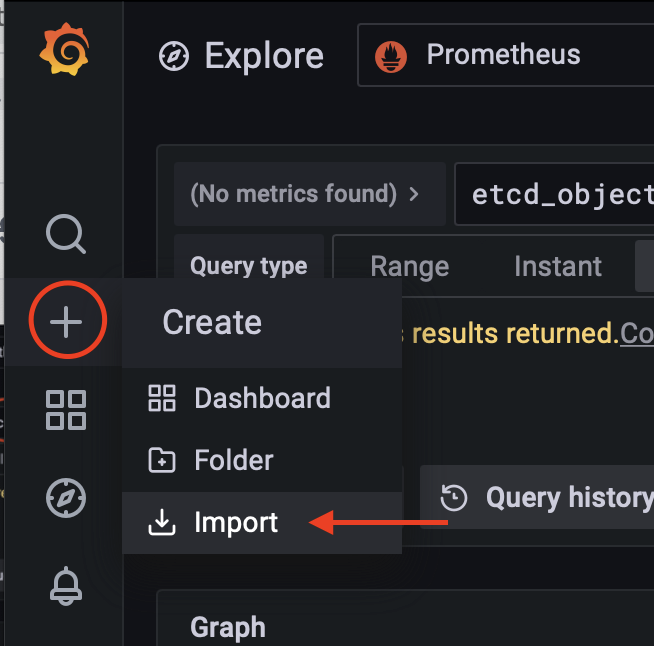 Explore
Prometheus
(No metrics found) >
etcd_object
Query type
Range
Instant
Create
results returned. Co
Dashboard
Folder
Import
Query history
Graph